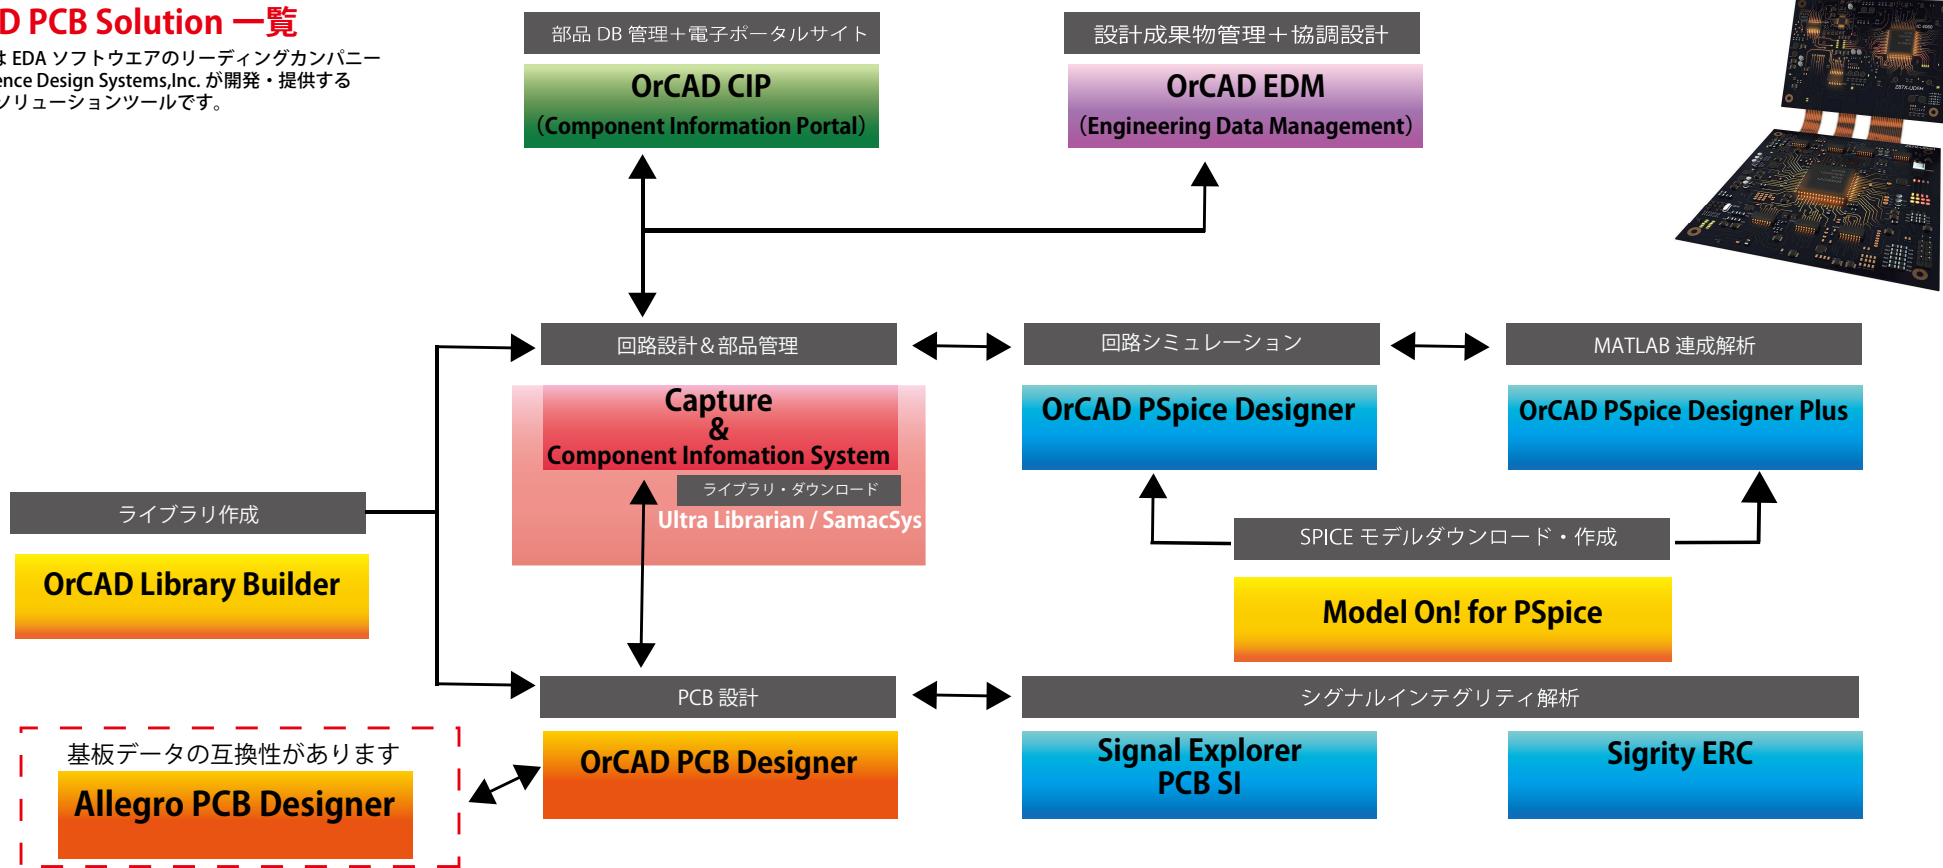 D PCB Solution 一覧
は EDA ソフトウエアのリーディングカンパニー
ence Design Systems,Inc. が開発・提供する
ソリューションツールです。
部品 DB 管理＋電子ポータルサイト
OrCAD CIP
（Component Information Portal）
設計成果物管理＋協調設計
OrCAD EDM
（Engineering Data Management）
回路設計＆部品管理
Capture
&
Component Infomation System
ライブラリ・ダウンロード
Ultra Librarian / SamacSys
回路シミュレーション
OrCAD PSpice Designer
MATLAB 連成解析
OrCAD PSpice Designer Plus
ライブラリ作成
OrCAD Library Builder
SPICE モデルダウンロード・作成
Model On! for PSpice
PCB 設計
OrCAD PCB Designer
シグナルインテグリティ解析
Signal Explorer
PCB SI
Sigrity ERC
基板データの互換性があります
Allegro PCB Designer